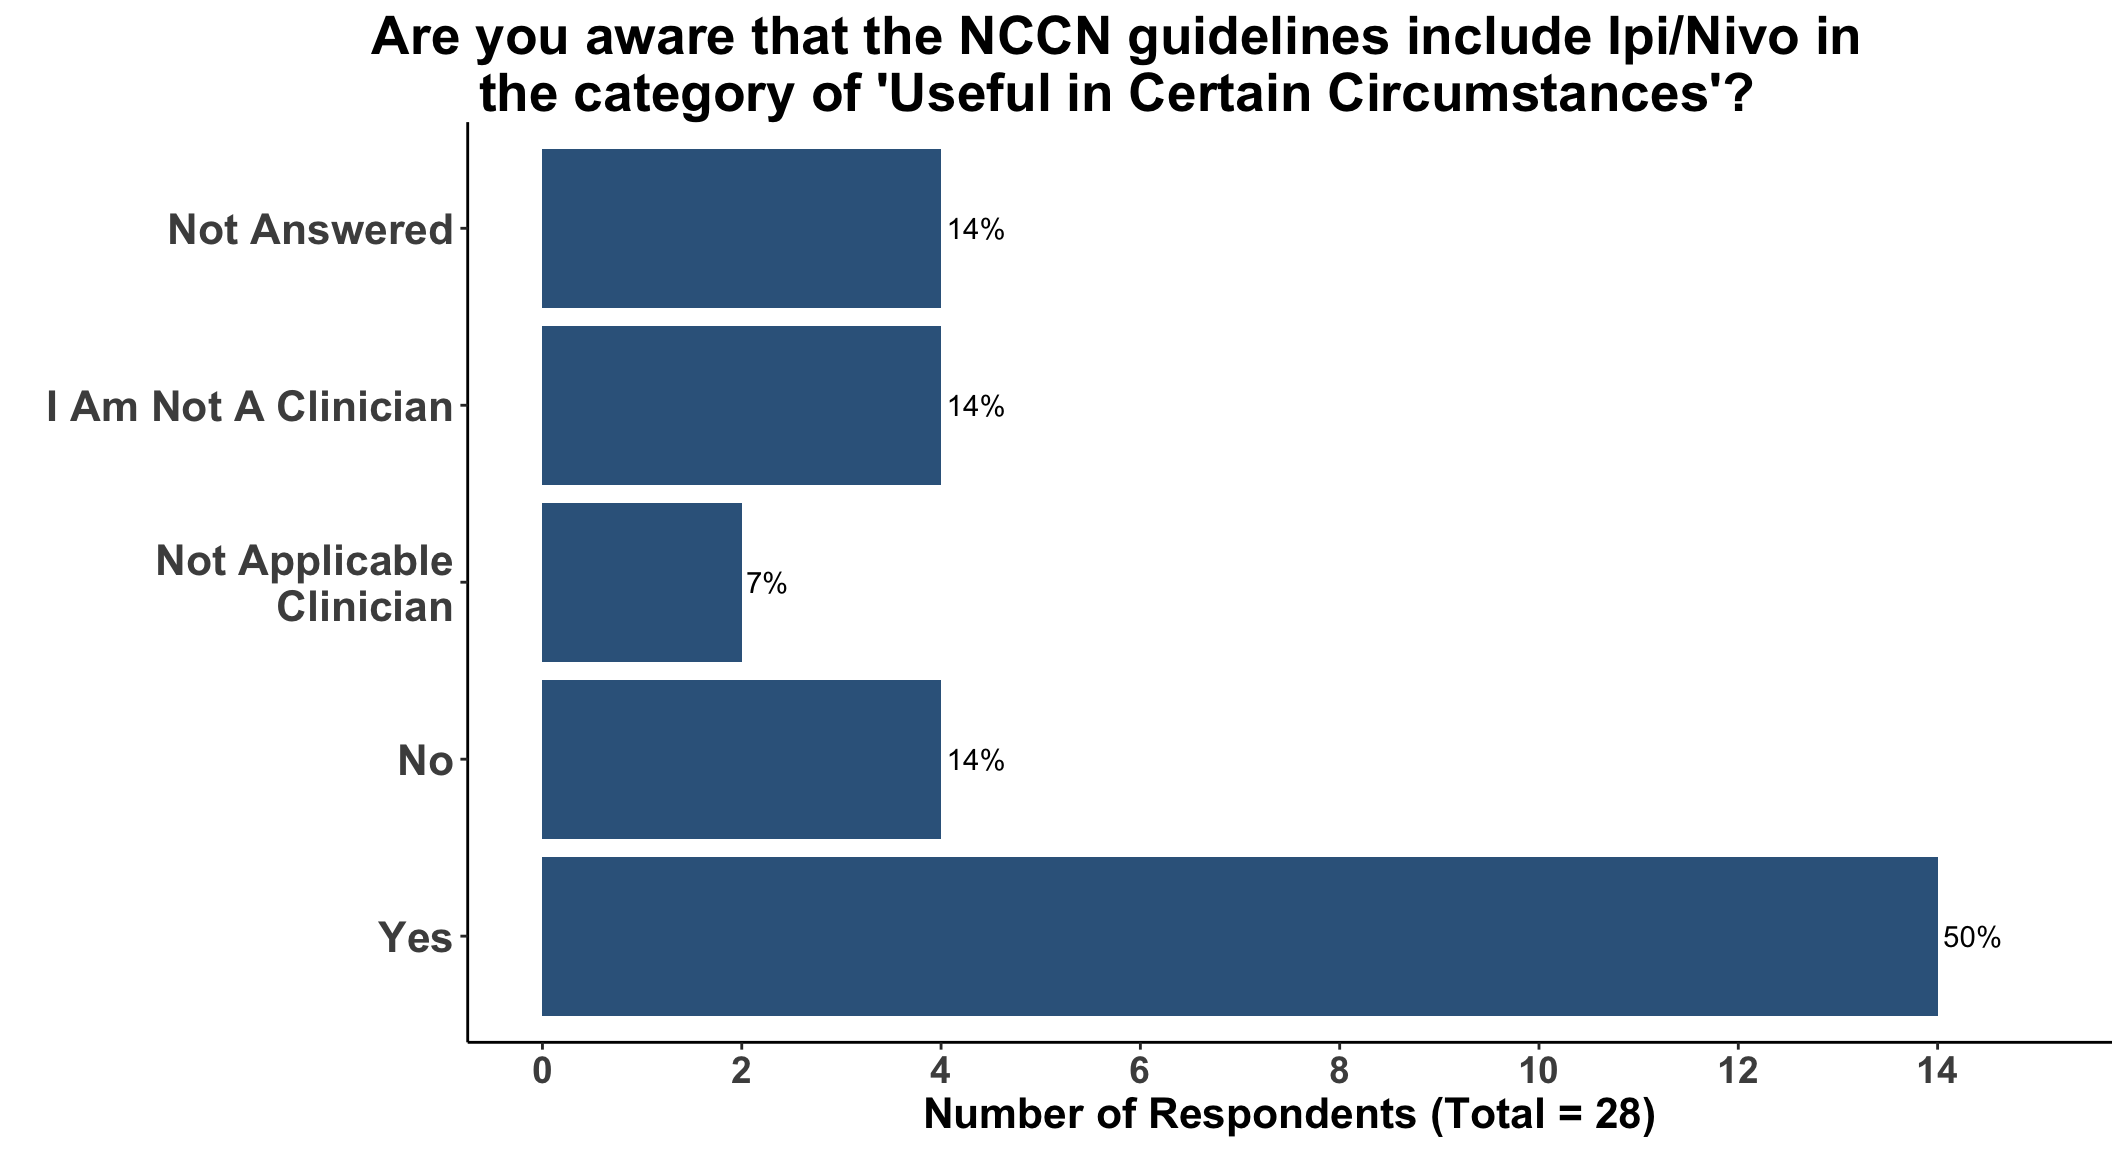 Are you aware that the NCCN guidelines include Ipi/Nivo in
the category of 'Useful in Certain Circumstances'?
Not Answered
14%
I Am Not A Clinician
14%
Not Applicable
Clinician
7%
No
14%
Yes
50%
0 2 4 6 8 10 12 14
Number of Respondents (Total = 28)